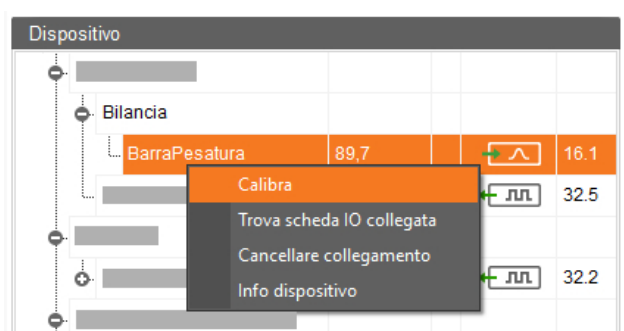 Dispositivo
Bilancia
BarraPesatura 89,7 16.1
Calibra
32.5
Trova scheda IO collegata
Cancellare collegamento
32.2
Info dispositivo